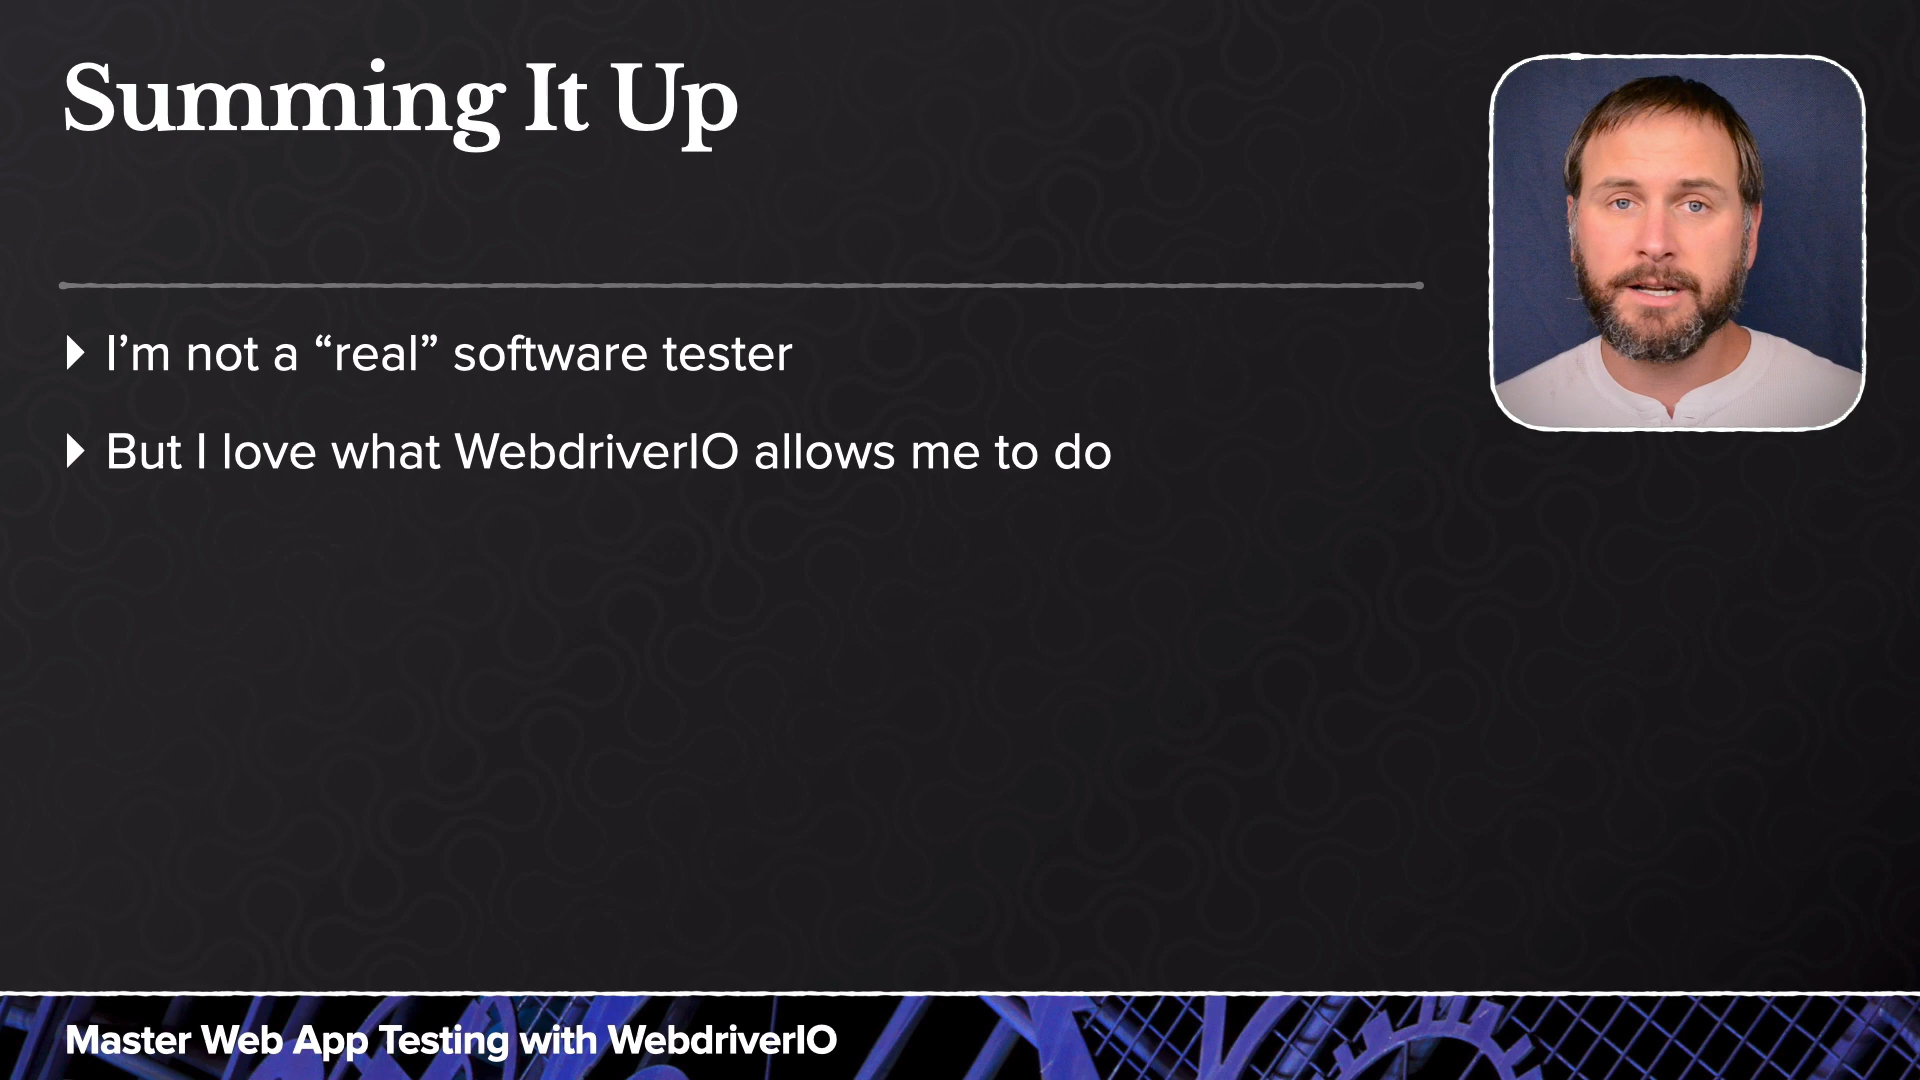 Summing It Up
I’m not a “real” software tester
But I love what WebdriverIO allows me to do
Master Web App Testing with WebdriverIO